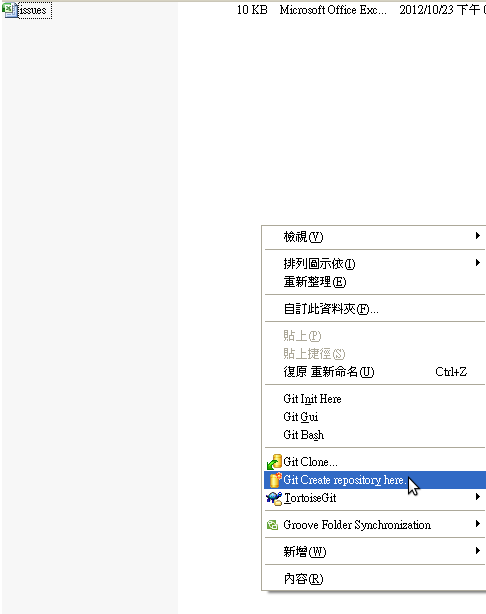 issues 10 KB Microsoft Office Exc... 2012/10/23 下午
檢視(V)
排列圖示依(I)
重新整理(E)
自訂此資料夾(F)...
貼上(P)
貼上捷徑(S)
復原 重新命名(U) Ctrl+Z
Git Init Here
Git Gui
Git Bash
Git Clone...
Git Create repository here...
TortoiseGit
Groove Folder Synchronization
新增(W)
內容(R)